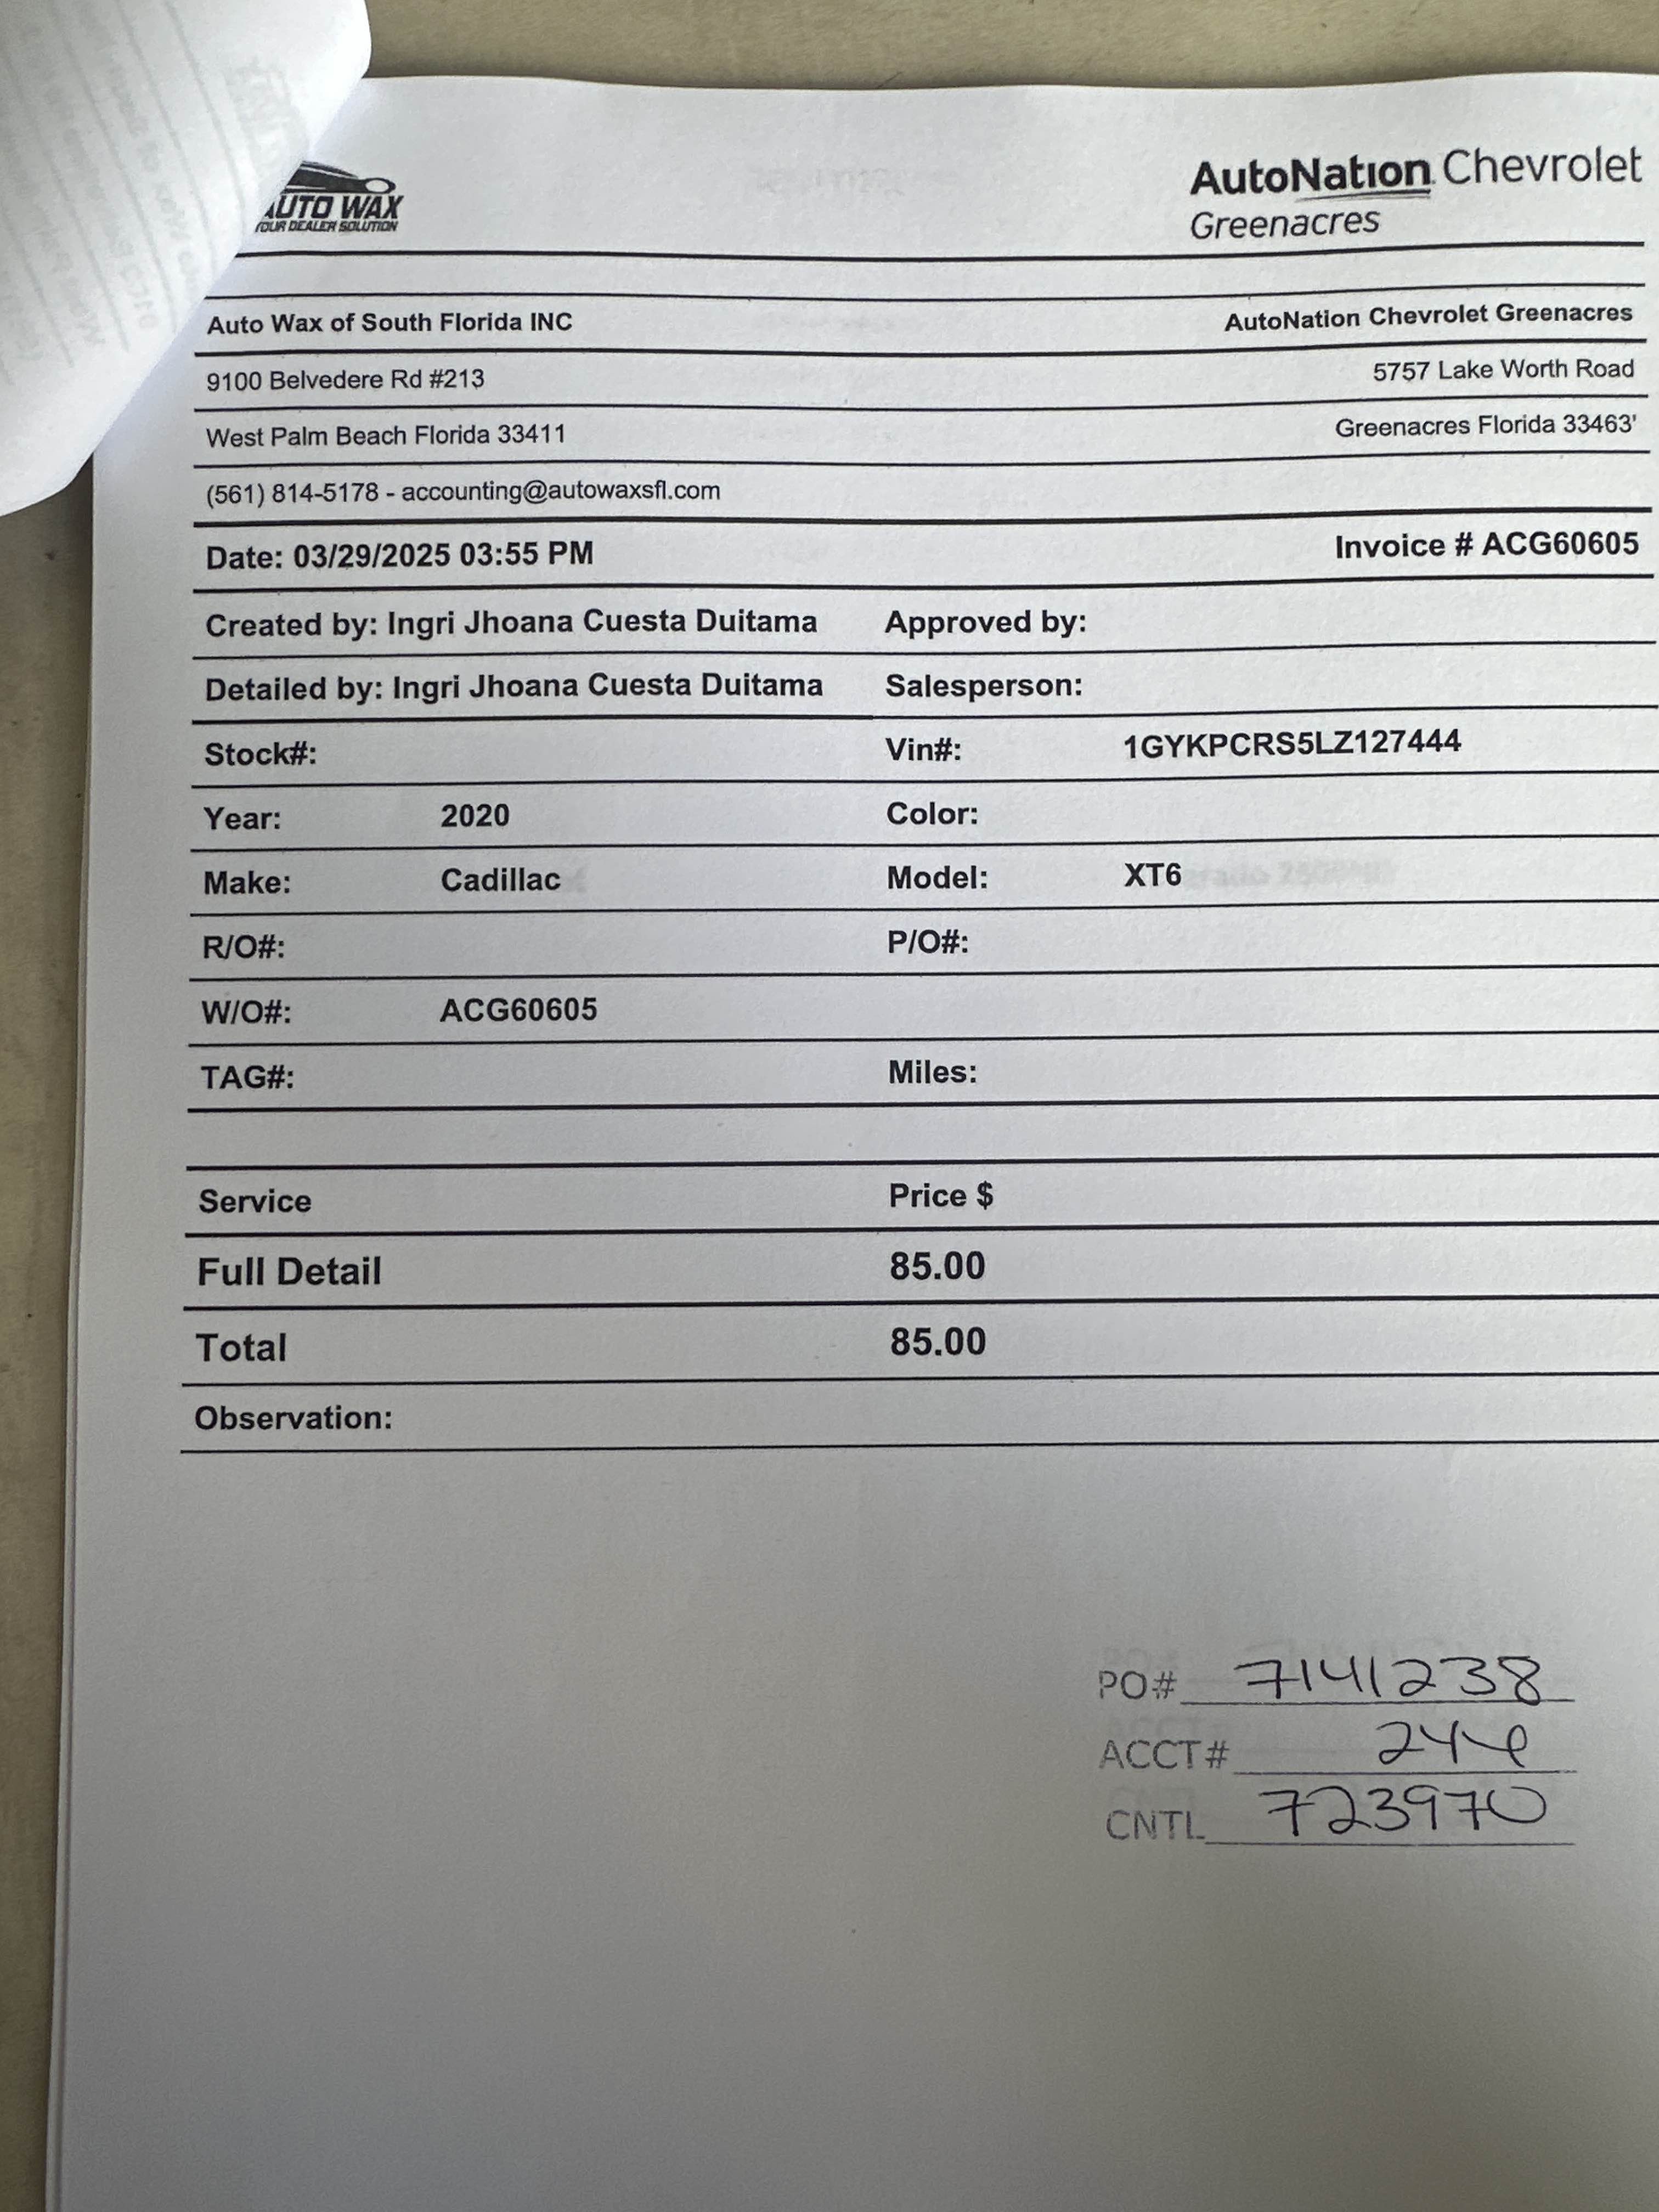 AUTO WAX
YOUR DEALER SOLUTION
AutoNation Chevrolet
Greenacres
Auto Wax of South Florida INC
AutoNation Chevrolet Greenacres
9100 Belvedere Rd #213
5757 Lake Worth Road
West Palm Beach Florida 33411
Greenacres Florida 33463'
(561) 814-5178 - accounting@autowaxsfl.com
Date: 03/29/2025 03:55 PM
Invoice # ACG60605
Created by: Ingri Jhoana Cuesta Duitama
Approved by:
Detailed by: Ingri Jhoana Cuesta Duitama
Salesperson:
Stock#:
Vin#: 1GYKPCRS5LZ127444
Year: 2020
Color:
Make: Cadillac
Model: XT6
R/O#:
P/O#:
W/O#: ACG60605
TAG#:
Miles:
Service Price $
Full Detail 85.00
Total 85.00
Observation:
PO# 7141238
ACCT#
CNTL 723970